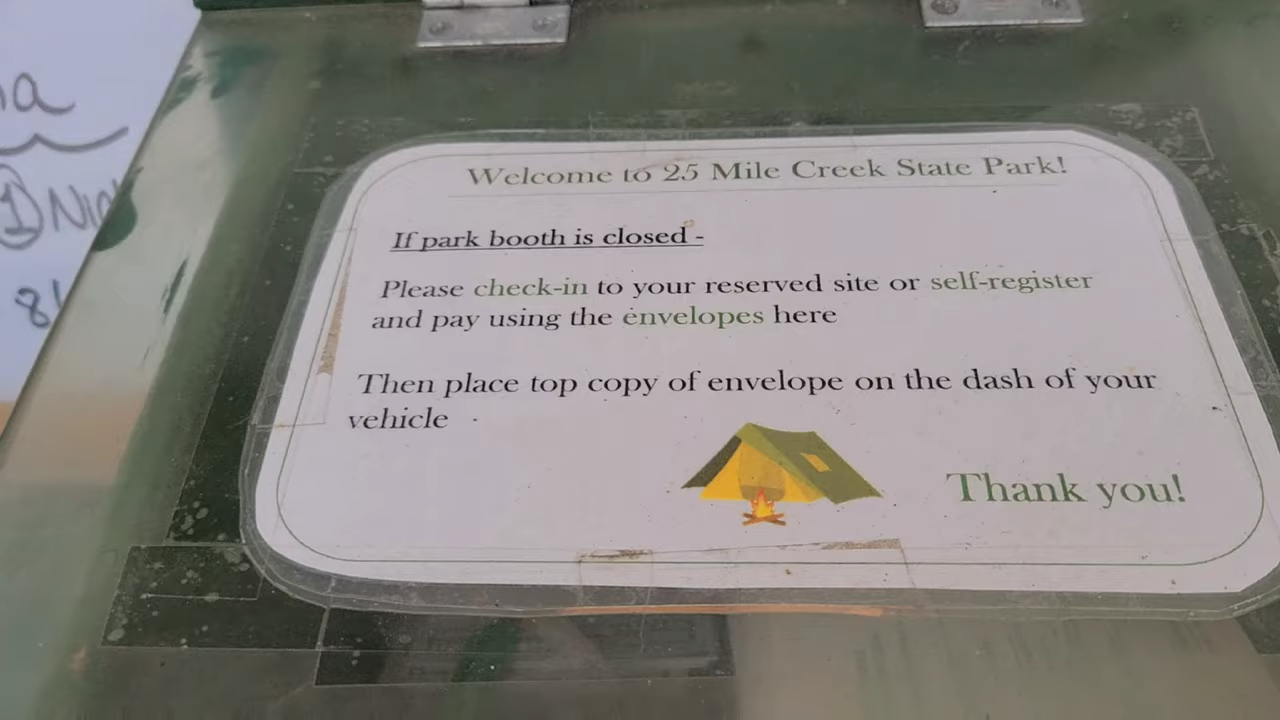 Welcome to 25 Mile Creek State Park!
If park booth is closed -
Please check-in to your reserved site or self-register
and pay using the envelopes here
Then place top copy of envelope on the dash of your
vehicle
Thank you!